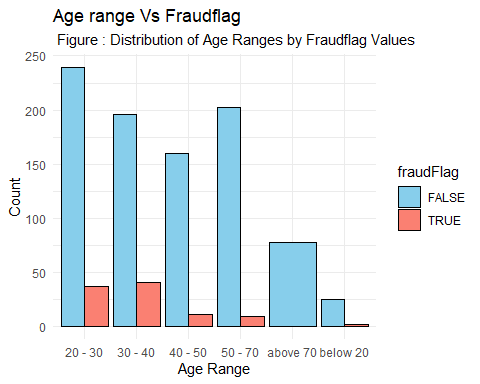 Age range Vs Fraudflag
Figure : Distribution of Age Ranges by Fraudflag Values
250
200
150
100
50
0
Count
20 - 30
30 - 40
40 - 50
50 - 70
above 70
below 20
Age Range
fraudFlag
FALSE
TRUE